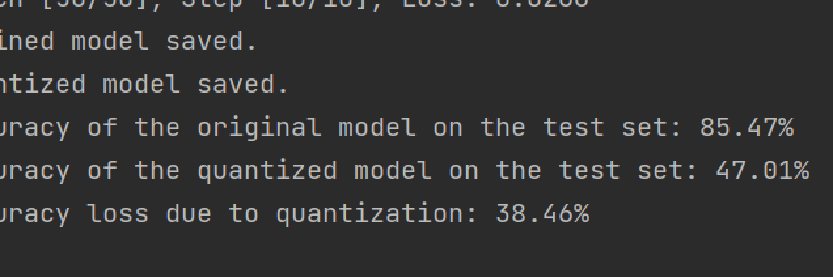 [50/50], Step [10/10], Loss:
ined model saved.
ntized model saved.
uracy of the original model on the test set: 85.47%
uracy of the quantized model on the test set: 47.01%
uracy loss due to quantization: 38.46%